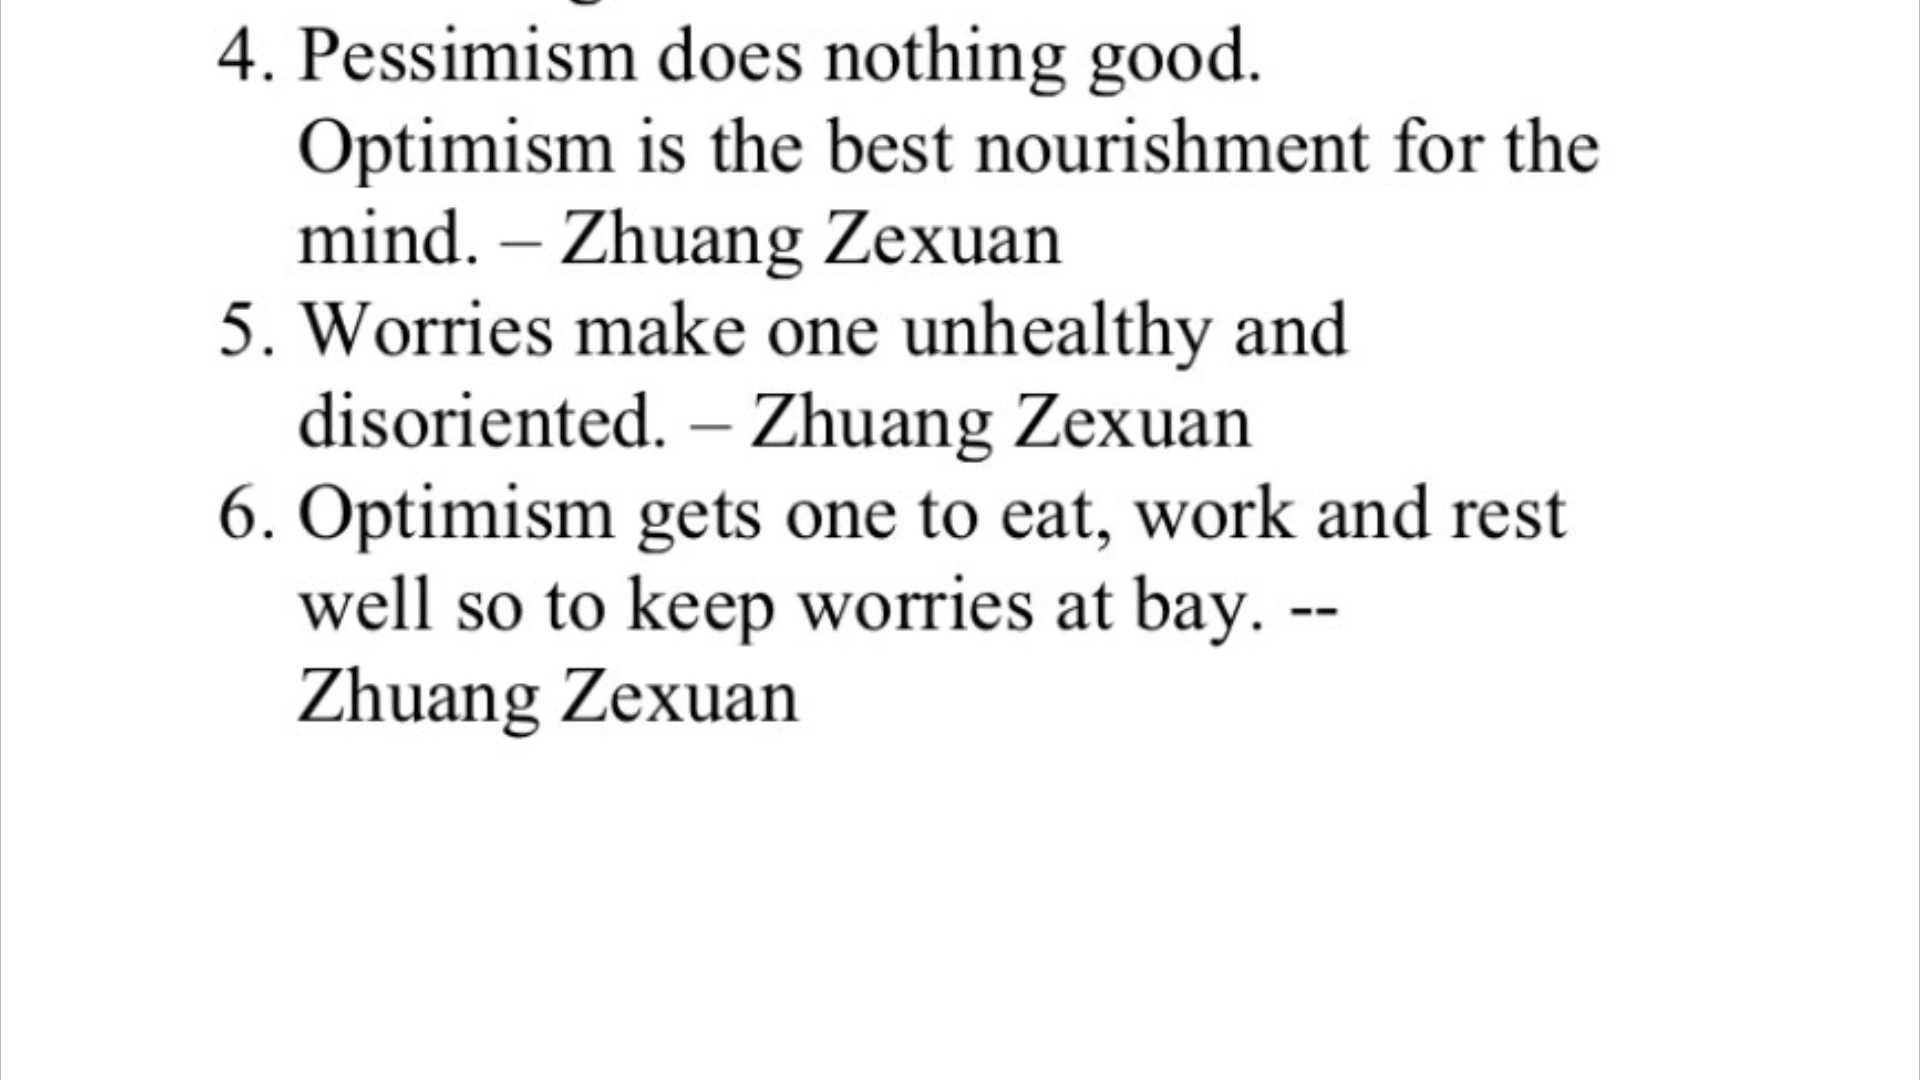 4. Pessimism does nothing good.
Optimism is the best nourishment for the
mind. – Zhuang Zexuan
5. Worries make one unhealthy and
disoriented. – Zhuang Zexuan
6. Optimism gets one to eat, work and rest
well so to keep worries at bay. --
Zhuang Zexuan